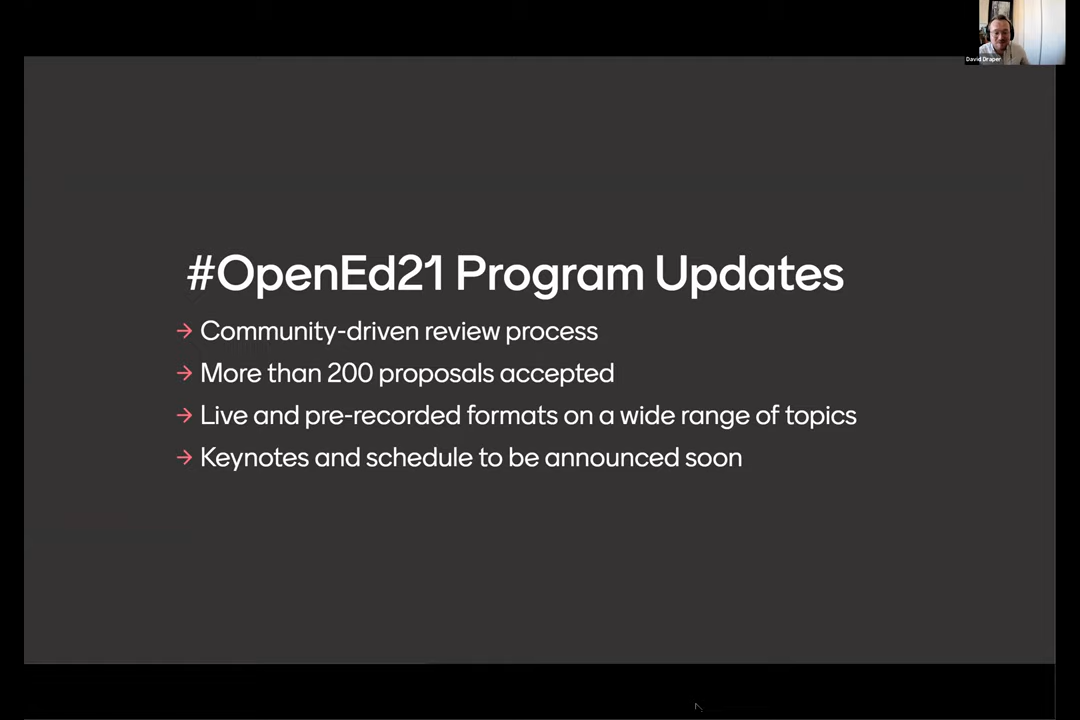 David Draper
#OpenEd21 Program Updates
→ Community-driven review process
→ More than 200 proposals accepted
→ Live and pre-recorded formats on a wide range of topics
→ Keynotes and schedule to be announced soon